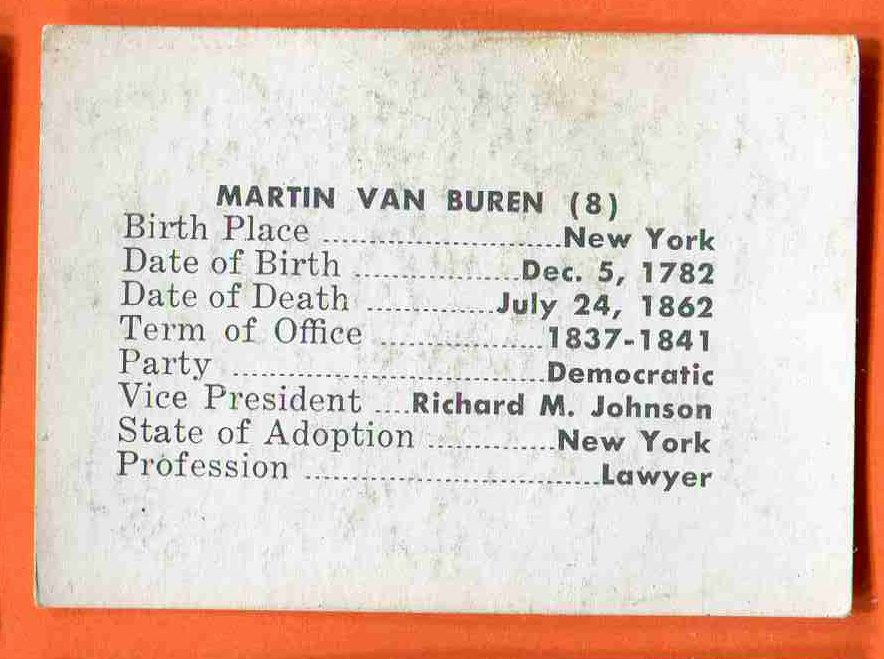 MARTIN VAN BUREN (8)
Birth Place ..........................New York
Date of Birth ..................Dec. 5, 1782
Date of Death ..............July 24, 1862
Term of Office ..................1837-1841
Party ..................................Democratic
Vice President ....Richard M. Johnson
State of Adoption ..............New York
Profession ................................Lawyer